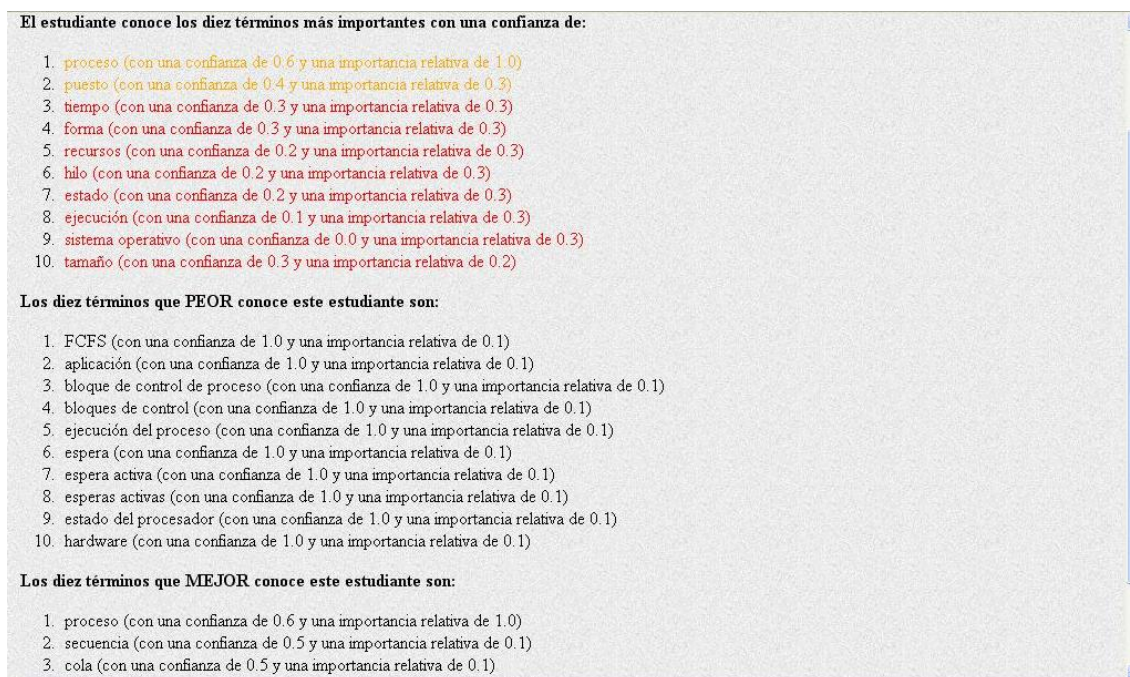 El estudiante conoce los diez términos más importantes con una confianza de:
1. proceso (con una confianza de 0.6 y una importancia relativa de 1.0)
2. puesto (con una confianza de 0.4 y una importancia relativa de 0.3)
3. tiempo (con una confianza de 0.3 y una importancia relativa de 0.3)
4. forma (con una confianza de 0.3 y una importancia relativa de 0.3)
5. recursos (con una confianza de 0.2 y una importancia relativa de 0.3)
6. hilo (con una confianza de 0.2 y una importancia relativa de 0.3)
7. estado (con una confianza de 0.2 y una importancia relativa de 0.3)
8. ejecución (con una confianza de 0.1 y una importancia relativa de 0.3)
9. sistema operativo (con una confianza de 0.0 y una importancia relativa de 0.3)
10. tamaño (con una confianza de 0.3 y una importancia relativa de 0.2)
Los diez términos que PEOR conoce este estudiante son:
1. FCFS (con una confianza de 1.0 y una importancia relativa de 0.1)
2. aplicación (con una confianza de 1.0 y una importancia relativa de 0.1)
3. bloque de control de proceso (con una confianza de 1.0 y una importancia relativa de 0.1)
4. bloques de control (con una confianza de 1.0 y una importancia relativa de 0.1)
5. ejecución del proceso (con una confianza de 1.0 y una importancia relativa de 0.1)
6. espera (con una confianza de 1.0 y una importancia relativa de 0.1)
7. espera activa (con una confianza de 1.0 y una importancia relativa de 0.1)
8. esperas activas (con una confianza de 1.0 y una importancia relativa de 0.1)
9. estado del procesador (con una confianza de 1.0 y una importancia relativa de 0.1)
10. hardware (con una confianza de 1.0 y una importancia relativa de 0.1)
Los diez términos que MEJOR conoce este estudiante son:
1. proceso (con una confianza de 0.6 y una importancia relativa de 1.0)
2. secuencia (con una confianza de 0.5 y una importancia relativa de 0.1)
3. cola (con una confianza de 0.5 y una importancia relativa de 0.1)